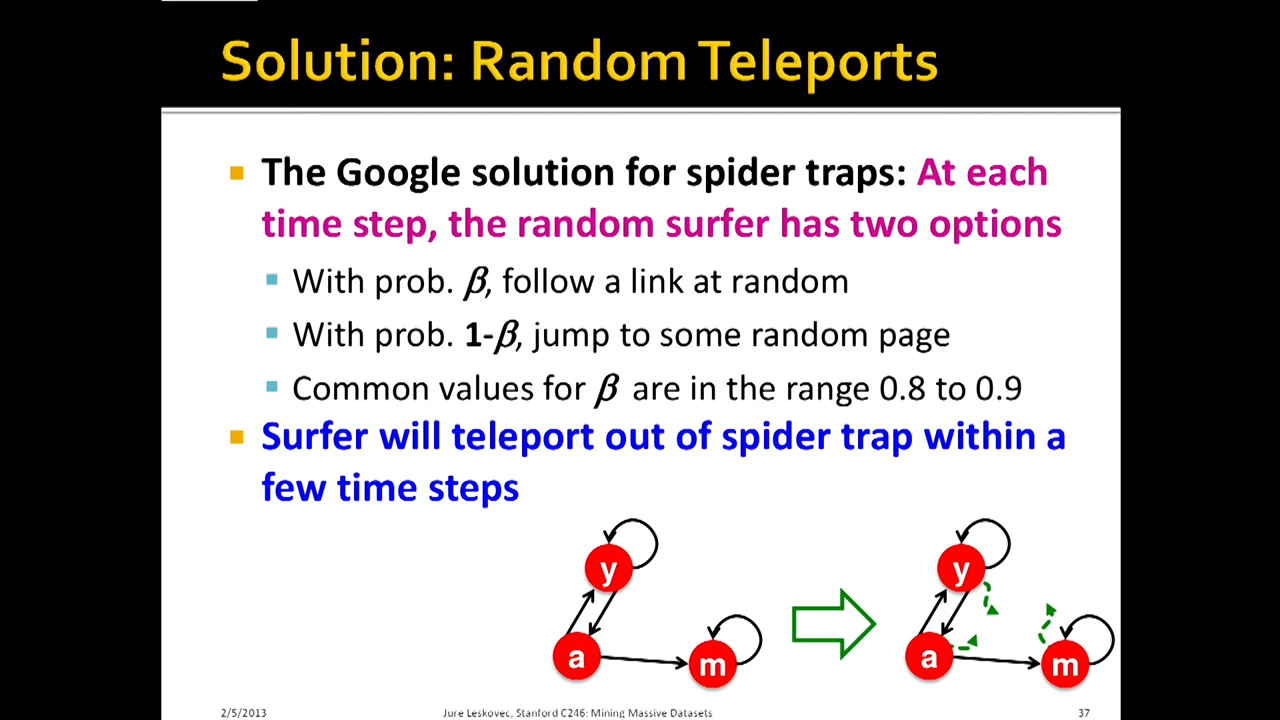 Solution: Random Teleports
The Google solution for spider traps: At each
time step, the random surfer has two options
With prob. β, follow a link at random
With prob. 1-β, jump to some random page
Common values for β are in the range 0.8 to 0.9
Surfer will teleport out of spider trap within a
few time steps
y
a
m
y
a
m
2/5/2013
Jure Leskovec, Stanford C246: Mining Massive Datasets
37